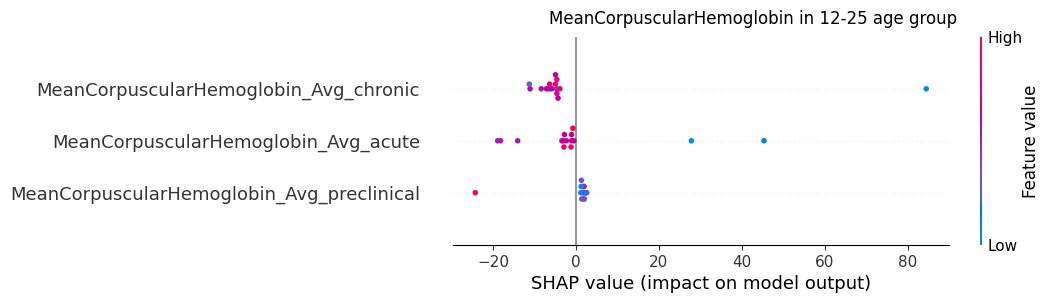 MeanCorpuscularHemoglobin in 12-25 age group
High
MeanCorpuscularHemoglobin_Avg_chronic
MeanCorpuscularHemoglobin_Avg_acute
MeanCorpuscularHemoglobin_Avg_preclinical
Feature value
Low
−20 0 20 40 60 80
SHAP value (impact on model output)